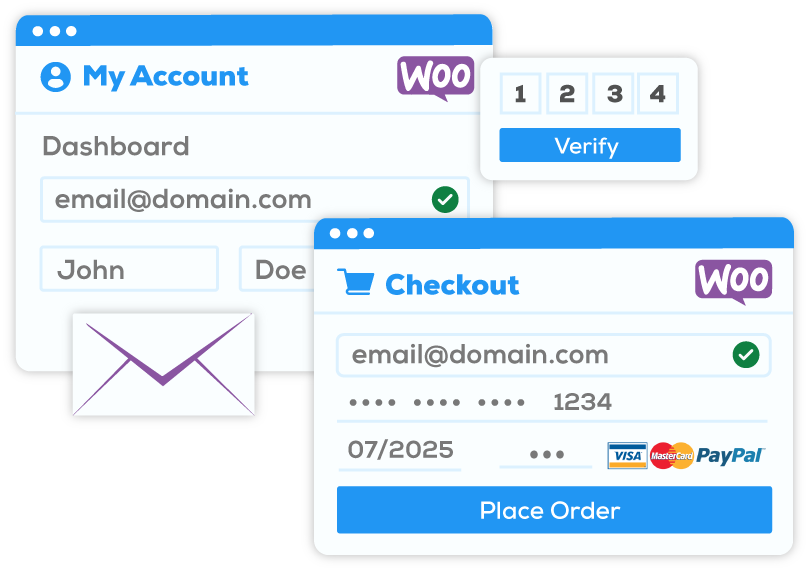 My Account
WOO
Dashboard
email@domain.com
John
Doe
1 2 3 4
Verify
Checkout
WOO
email@domain.com
•••• •••• •••• 1234
07/2025
•••
VISA
MasterCard
PayPal
Place Order